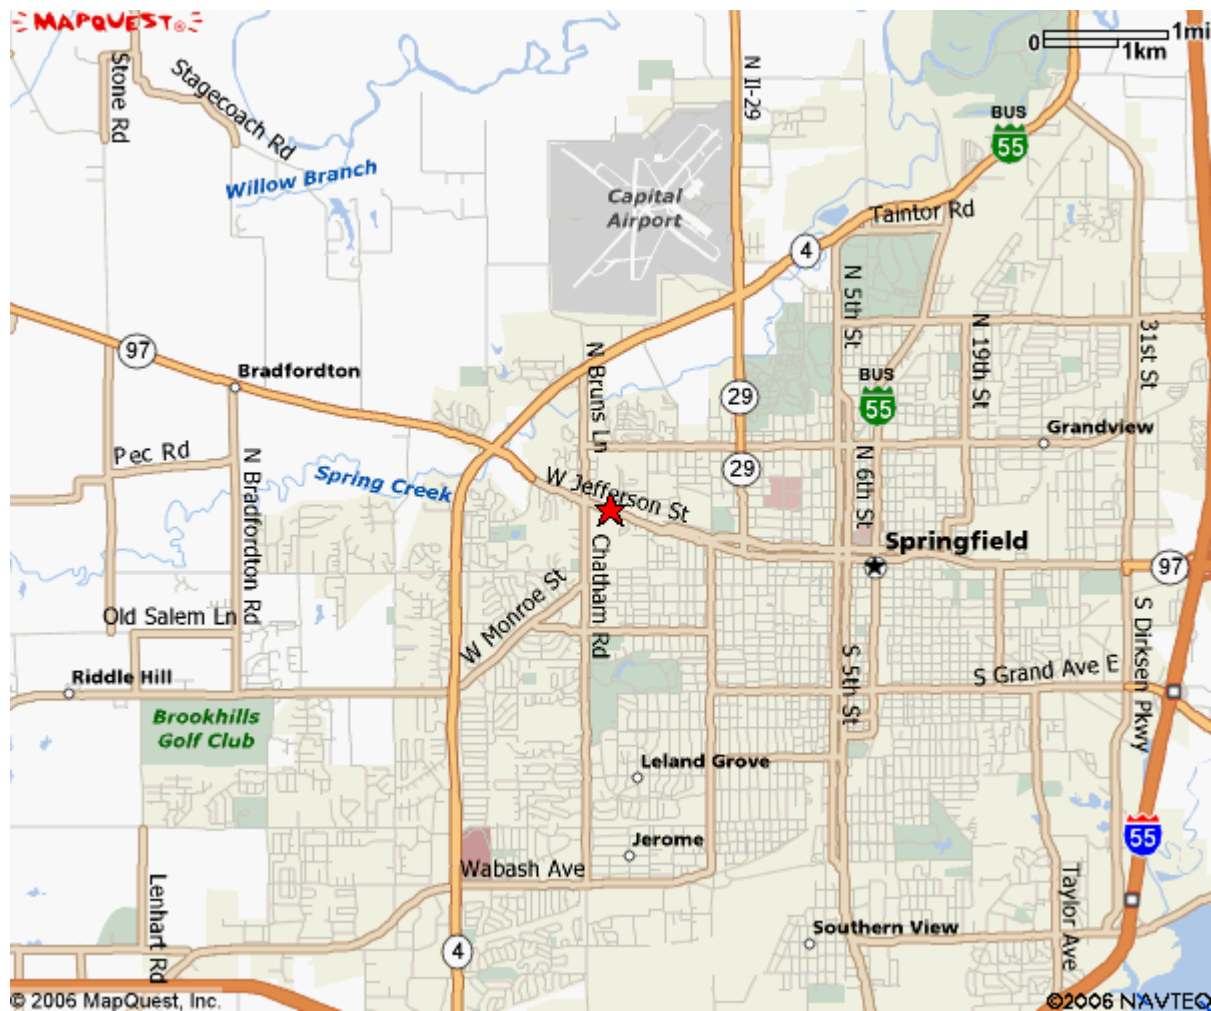 MAPQUEST®
0
1mi
1km
Stone Rd
Stagecoach Rd
N Il-29
BUS
55
Willow Branch
Capital
Airport
Taintor Rd
4
N 5th St
97
Bradfordton
N Bruns Ln
N 19th St
31st St
BUS
55
29
Grandview
Pec Rd
N Bradfordton Rd
Spring Creek
W Jefferson St
29
N 6th St
Springfield
97
Chatham Rd
W Monroe St
Old Salem Ln
S Dirksen Pkwy
Riddle Hill
S 5th St
S Grand Ave E
Brookhills
Golf Club
Leland Grove
Jerome
55
Wabash Ave
Lenhart Rd
Taylor Ave
Southern View
4
© 2006 MapQuest, Inc.
©2006 NAVTEQ